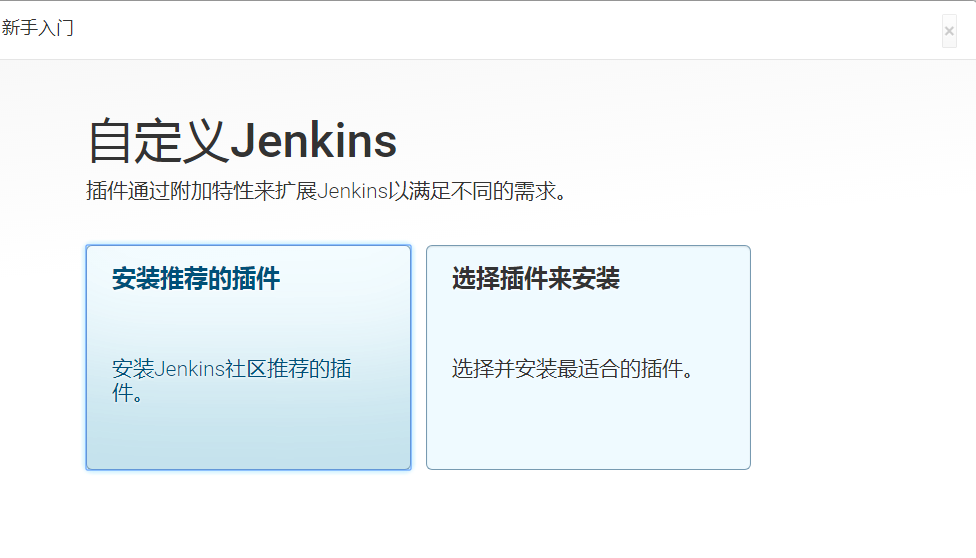 新手入门
×
自定义Jenkins
插件通过附加特性来扩展Jenkins以满足不同的需求。
安装推荐的插件
安装Jenkins社区推荐的插
件。
选择插件来安装
选择并安装最适合的插件。